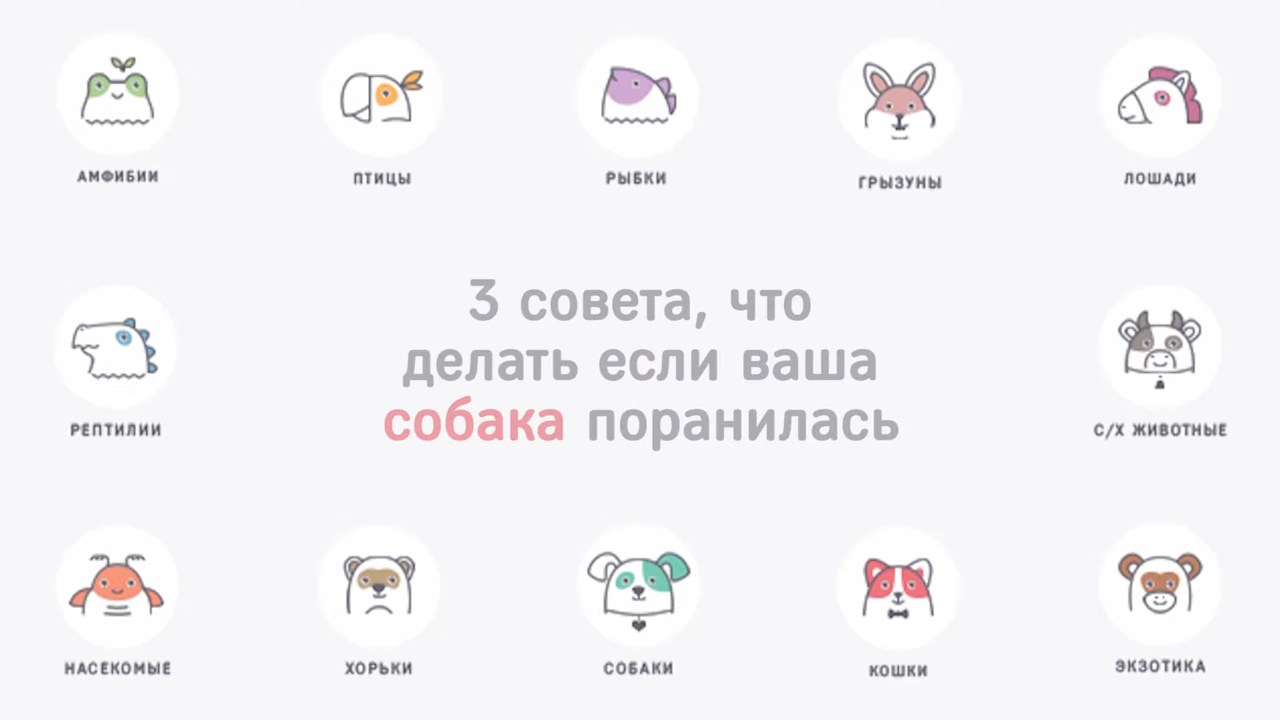 АМФИБИИ
ПТИЦЫ
РЫБКИ
ГРЫЗУНЫ
ЛОШАДИ
3 совета, что
делать если ваша
собака поранилась
РЕПТИЛИИ
С/Х ЖИВОТНЫЕ
НАСЕКОМЫЕ
ХОРЬКИ
СОБАКИ
КОШКИ
ЭКЗОТИКА